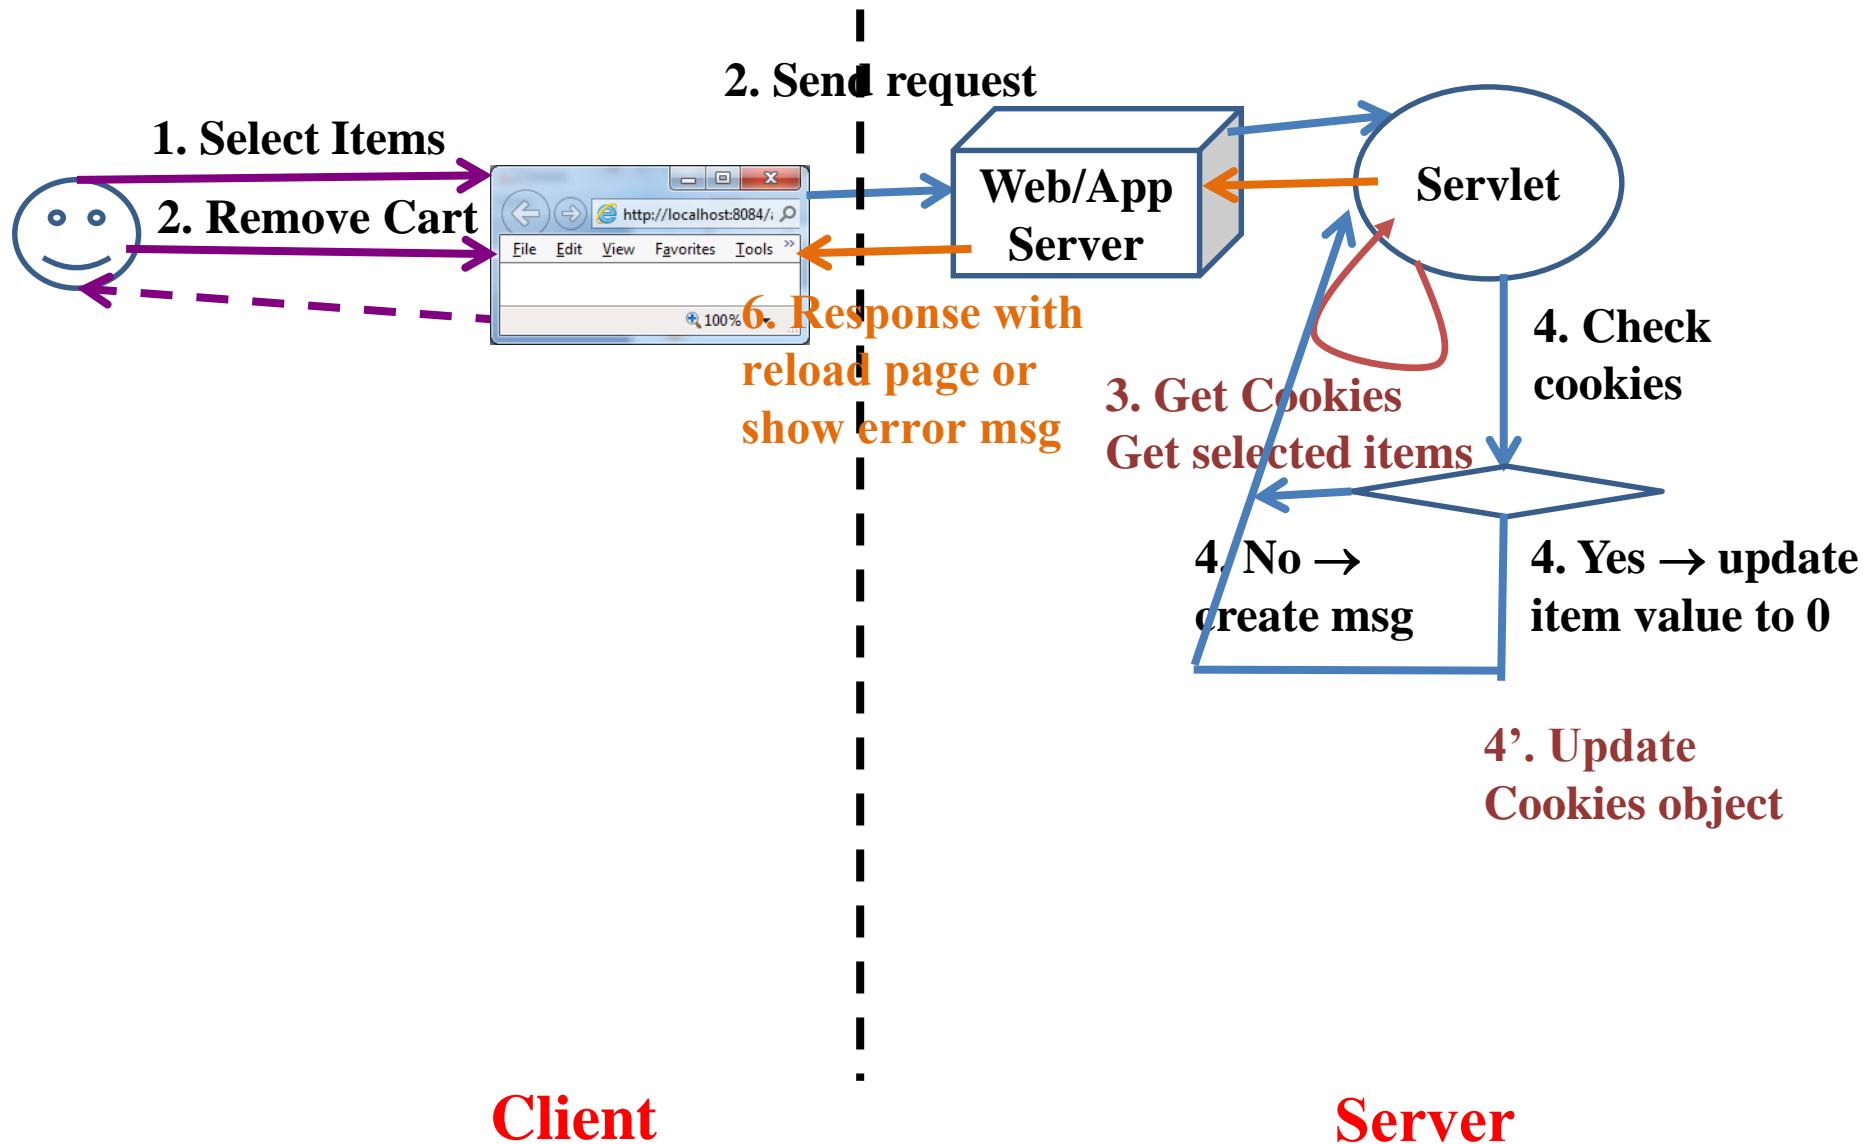 2. Send request
1. Select Items
2. Remove Cart
http://localhost:8084/
File Edit View Favorites Tools »
100%
Web/App
Server
Servlet
6. Response with
reload page or
show error msg
3. Get Cookies
Get selected items
4. Check
cookies
4. No →
create msg
4. Yes → update
item value to 0
4’. Update
Cookies object
Client
Server